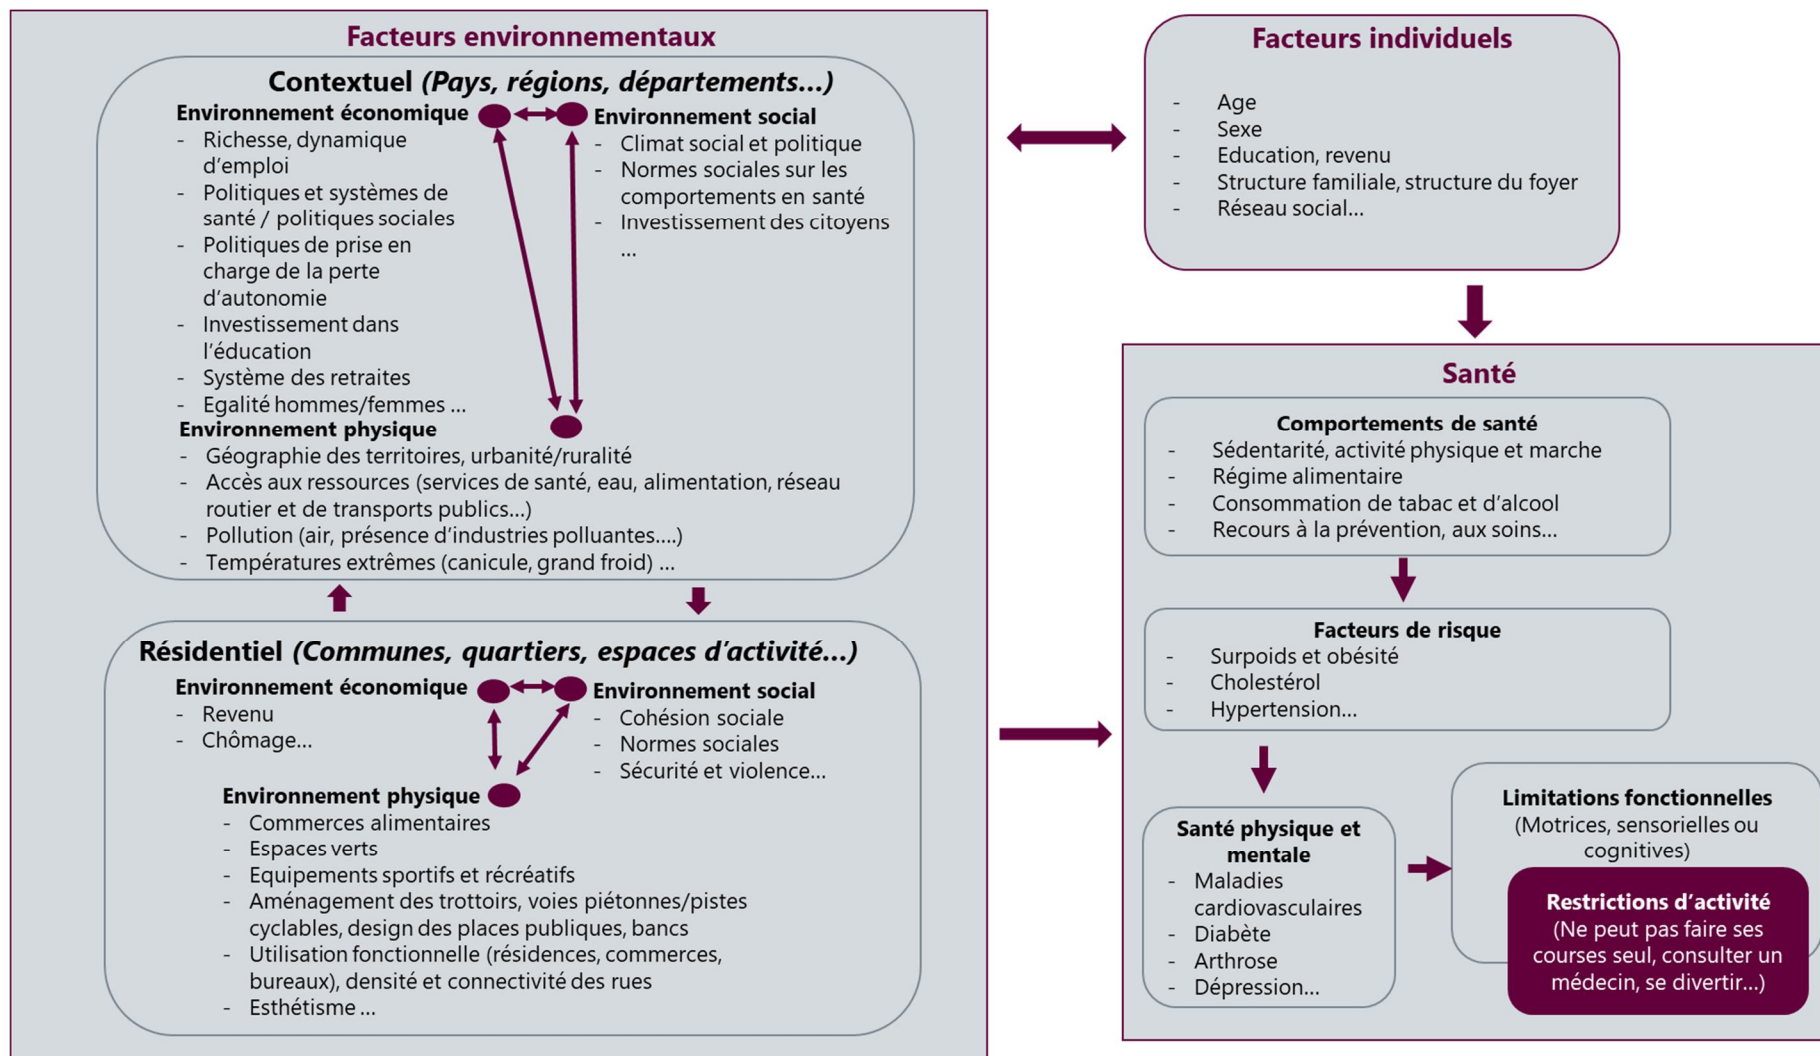 Facteurs environnementaux
Contextuel (Pays, régions, départements...)
Environnement économique
- Richesse, dynamique
d'emploi
- Politiques et systèmes de
santé / politiques sociales
- Politiques de prise en
charge de la perte
d'autonomie
- Investissement dans
l'éducation
- Système des retraites
- Egalité hommes/femmes ...
Environnement social
- Climat social et politique
- Normes sociales sur les
comportements en santé
- Investissement des citoyens
...
Environnement physique
- Géographie des territoires, urbanité/ruralité
- Accès aux ressources (services de santé, eau, alimentation, réseau
routier et de transports publics...)
- Pollution (air, présence d'industries polluantes....)
- Températures extrêmes (canicule, grand froid) ...
Résidentiel (Communes, quartiers, espaces d'activité...)
Environnement économique
- Revenu
- Chômage...
Environnement social
- Cohésion sociale
- Normes sociales
- Sécurité et violence...
Environnement physique
- Commerces alimentaires
- Espaces verts
- Equipements sportifs et récréatifs
- Aménagement des trottoirs, voies piétonnes/pistes
cyclables, design des places publiques, bancs
- Utilisation fonctionnelle (résidences, commerces,
bureaux), densité et connectivité des rues
- Esthétisme ...
Facteurs individuels
- Age
- Sexe
- Education, revenu
- Structure familiale, structure du foyer
- Réseau social...
Santé
Comportements de santé
- Sédentarité, activité physique et marche
- Régime alimentaire
- Consommation de tabac et d'alcool
- Recours à la prévention, aux soins...
Facteurs de risque
- Surpoids et obésité
- Cholestérol
- Hypertension...
Santé physique et
mentale
- Maladies
cardiovasculaires
- Diabète
- Arthrose
- Dépression...
Limitations fonctionnelles
(Motrices, sensorielles ou
cognitives)
Restrictions d'activité
(Ne peut pas faire ses
courses seul, consulter un
médecin, se divertir...)